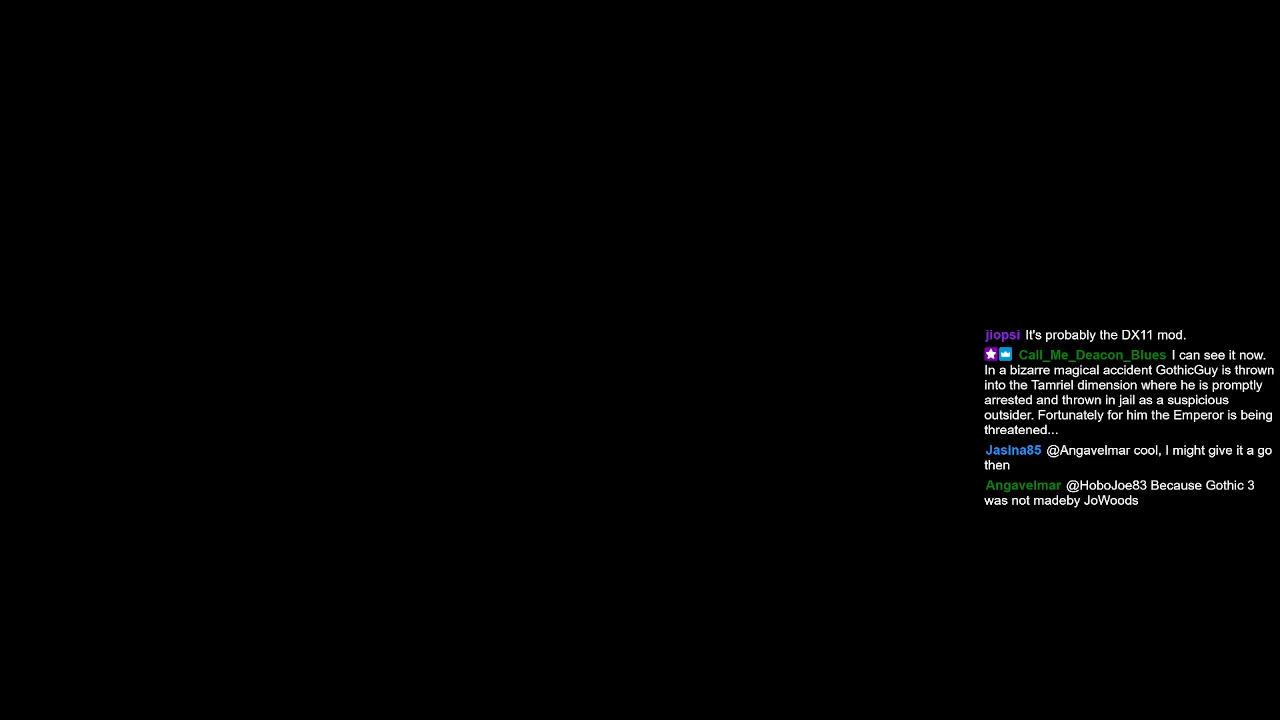 jiopsi It's probably the DX11 mod.
Call_Me_Deacon_Blues I can see it now.
In a bizarre magical accident GothicGuy is thrown
into the Tamriel dimension where he is promptly
arrested and thrown in jail as a suspicious
outsider. Fortunately for him the Emperor is being
threatened...
Jasina85 @Angavelmar cool, I might give it a go
then
Angavelmar @HoboJoe83 Because Gothic 3
was not madeby JoWoods